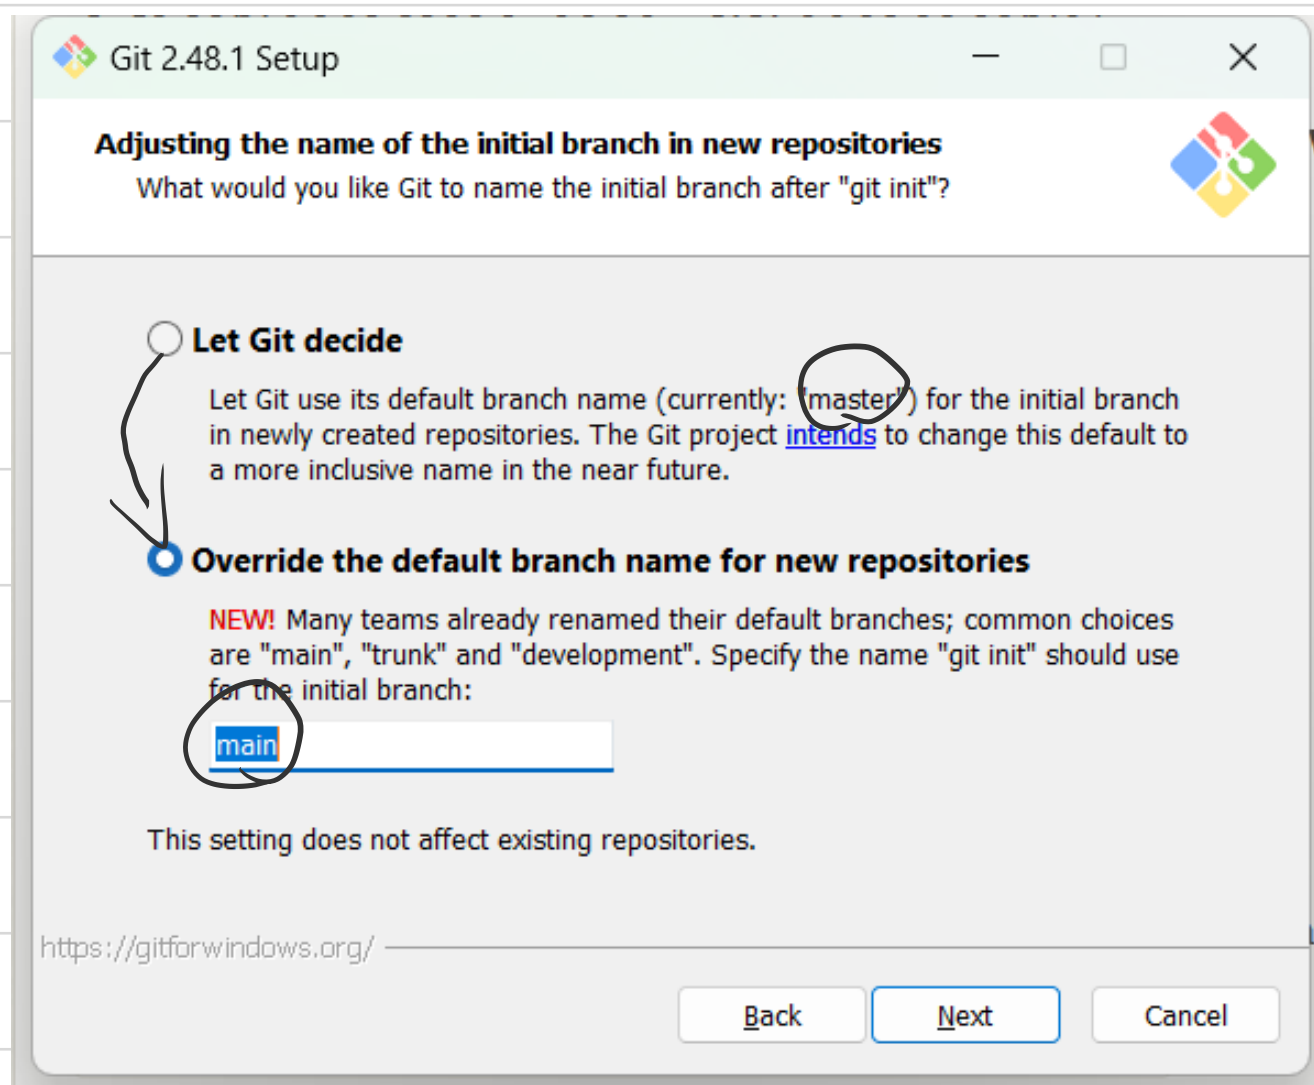 Git 2.48.1 Setup
Adjusting the name of the initial branch in new repositories
What would you like Git to name the initial branch after "git init"?
Let Git decide
Let Git use its default branch name (currently: "master") for the initial branch
in newly created repositories. The Git project intends to change this default to
a more inclusive name in the near future.
Override the default branch name for new repositories
NEW! Many teams already renamed their default branches; common choices
are "main", "trunk" and "development". Specify the name "git init" should use
for the initial branch:
main
This setting does not affect existing repositories.
https://gitforwindows.org/
Back Next Cancel